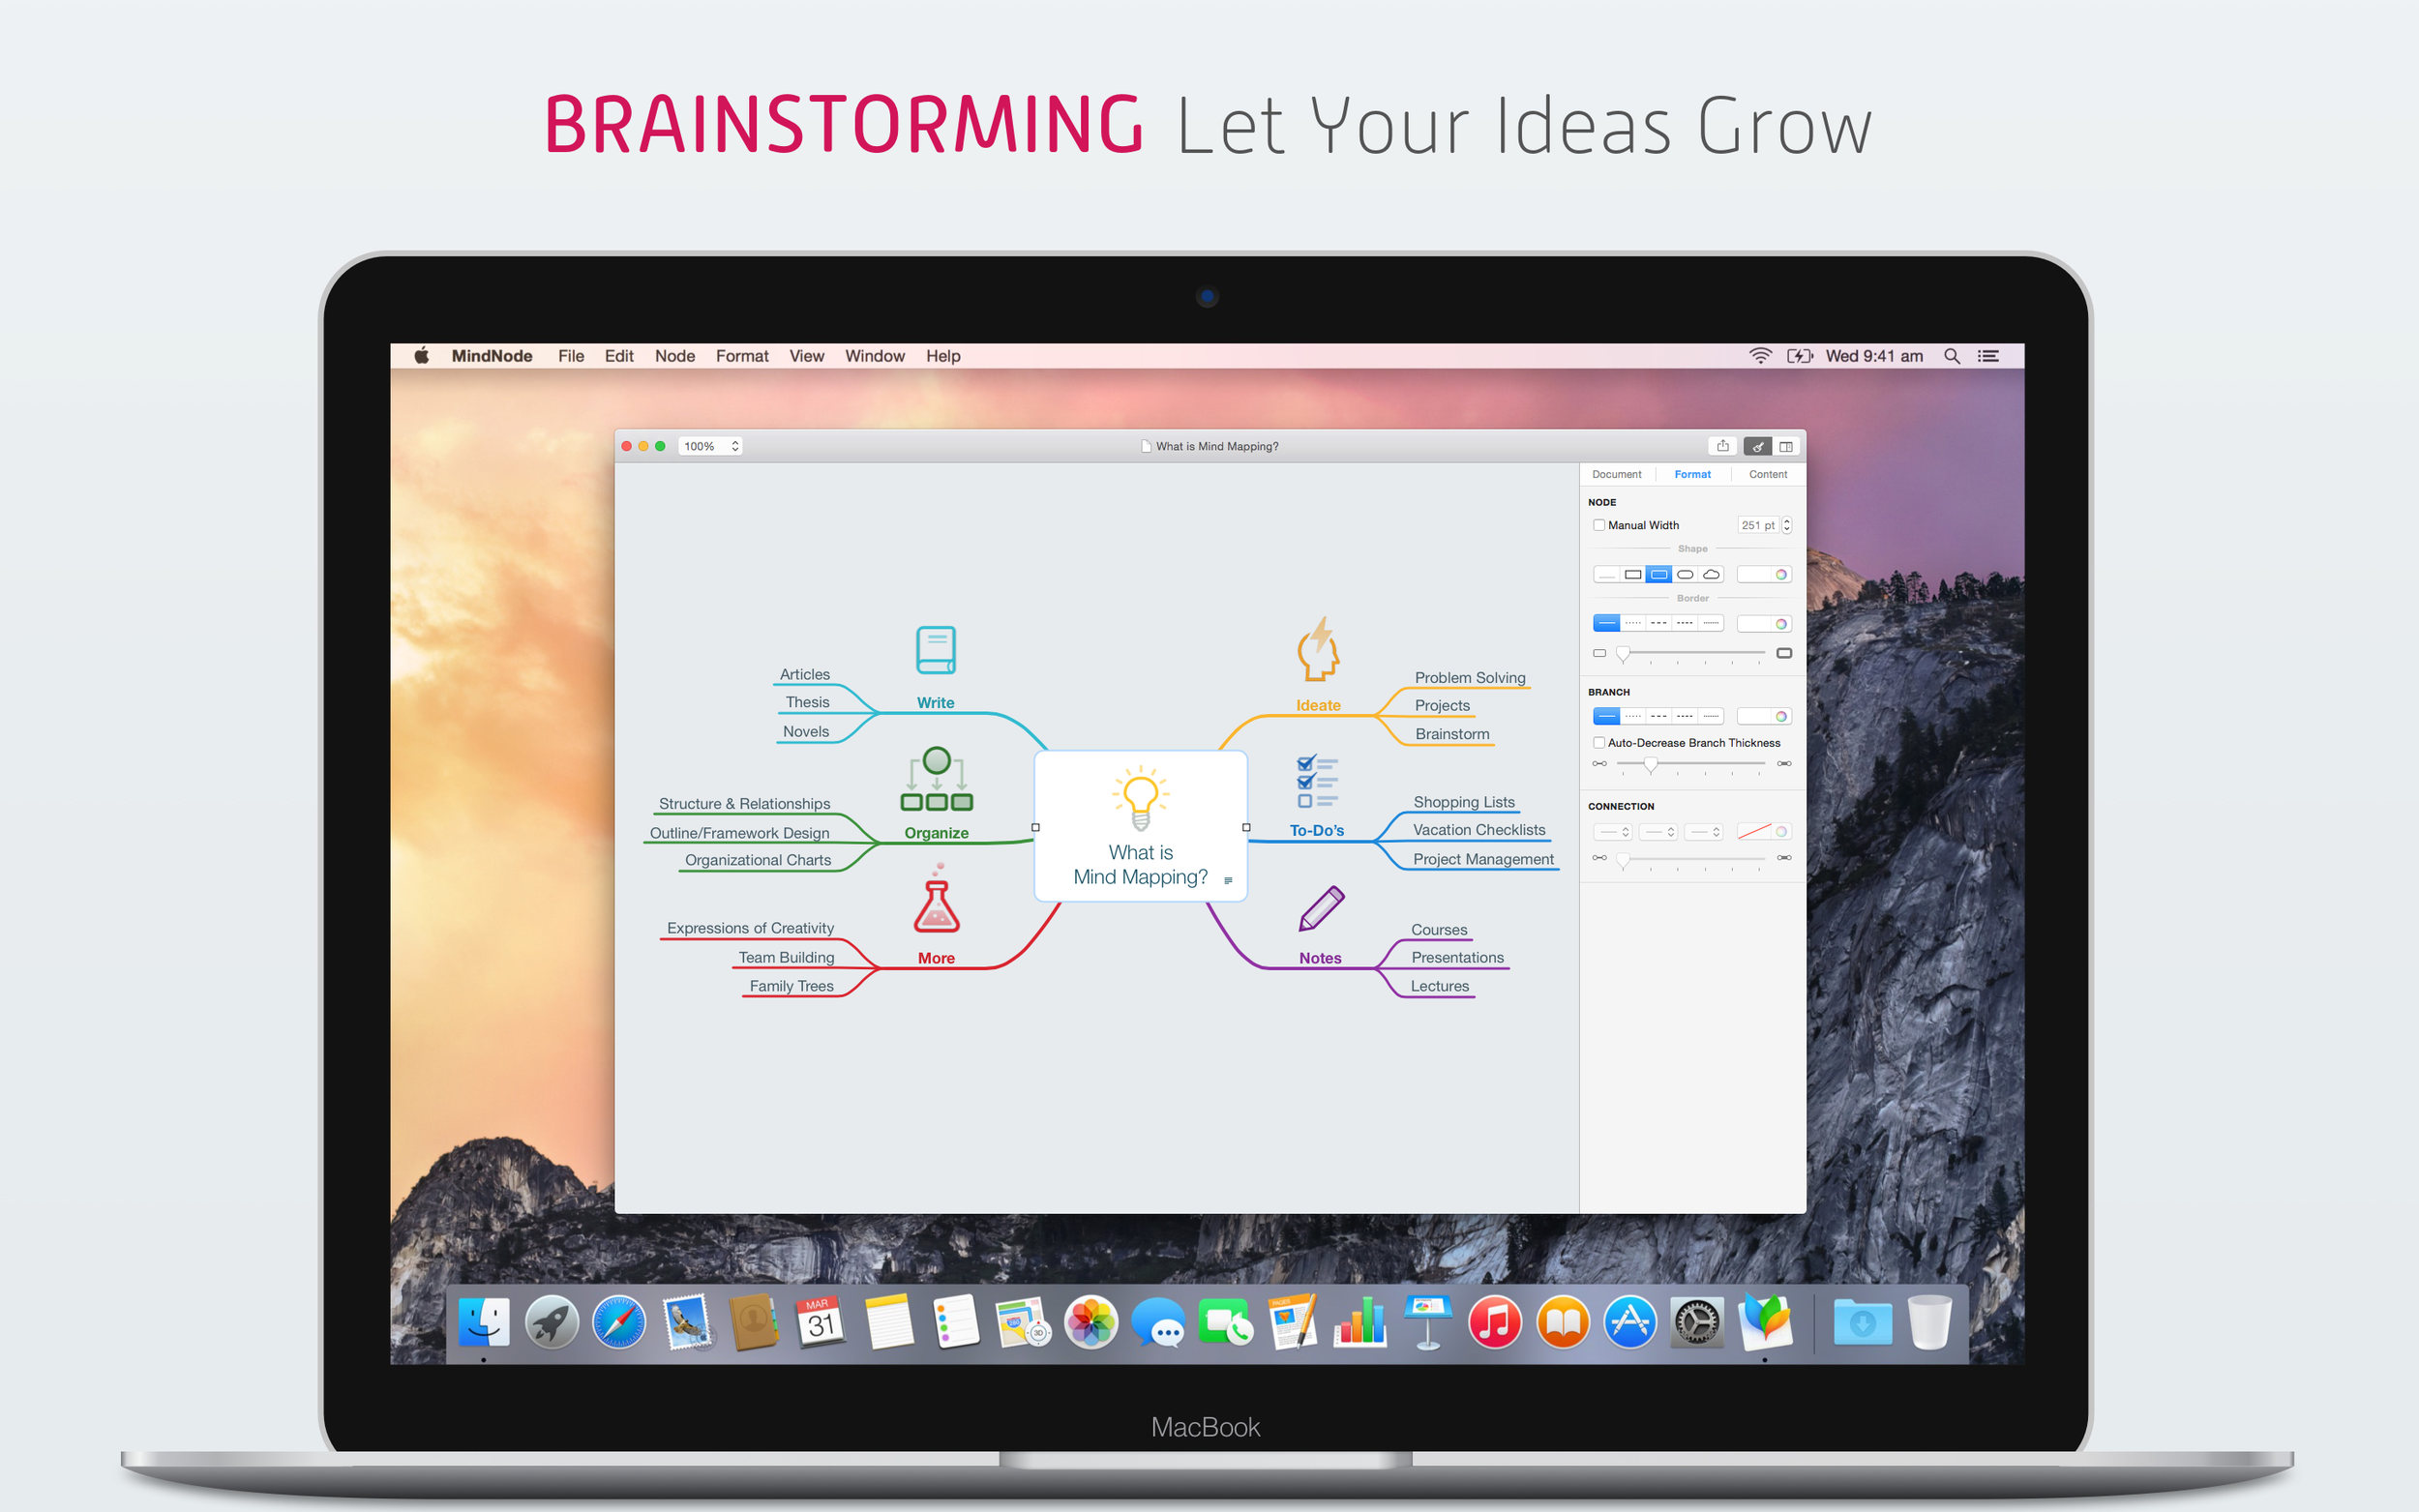 BRAINSTORMING Let Your Ideas Grow
MindNode File Edit Node Format View Window Help Wed 9:41 am
100% What is Mind Mapping?
Document Format Content
NODE
Manual Width 251 pt
Shape
Border
BRANCH
Auto-Decrease Branch Thickness
CONNECTION
What is
Mind Mapping?
Write
Articles
Thesis
Novels
Organize
Structure & Relationships
Outline/Framework Design
Organizational Charts
More
Expressions of Creativity
Team Building
Family Trees
Ideate
Problem Solving
Projects
Brainstorm
To-Do's
Shopping Lists
Vacation Checklists
Project Management
Notes
Courses
Presentations
Lectures
MAR
31
280
3D
PAGES
MacBook